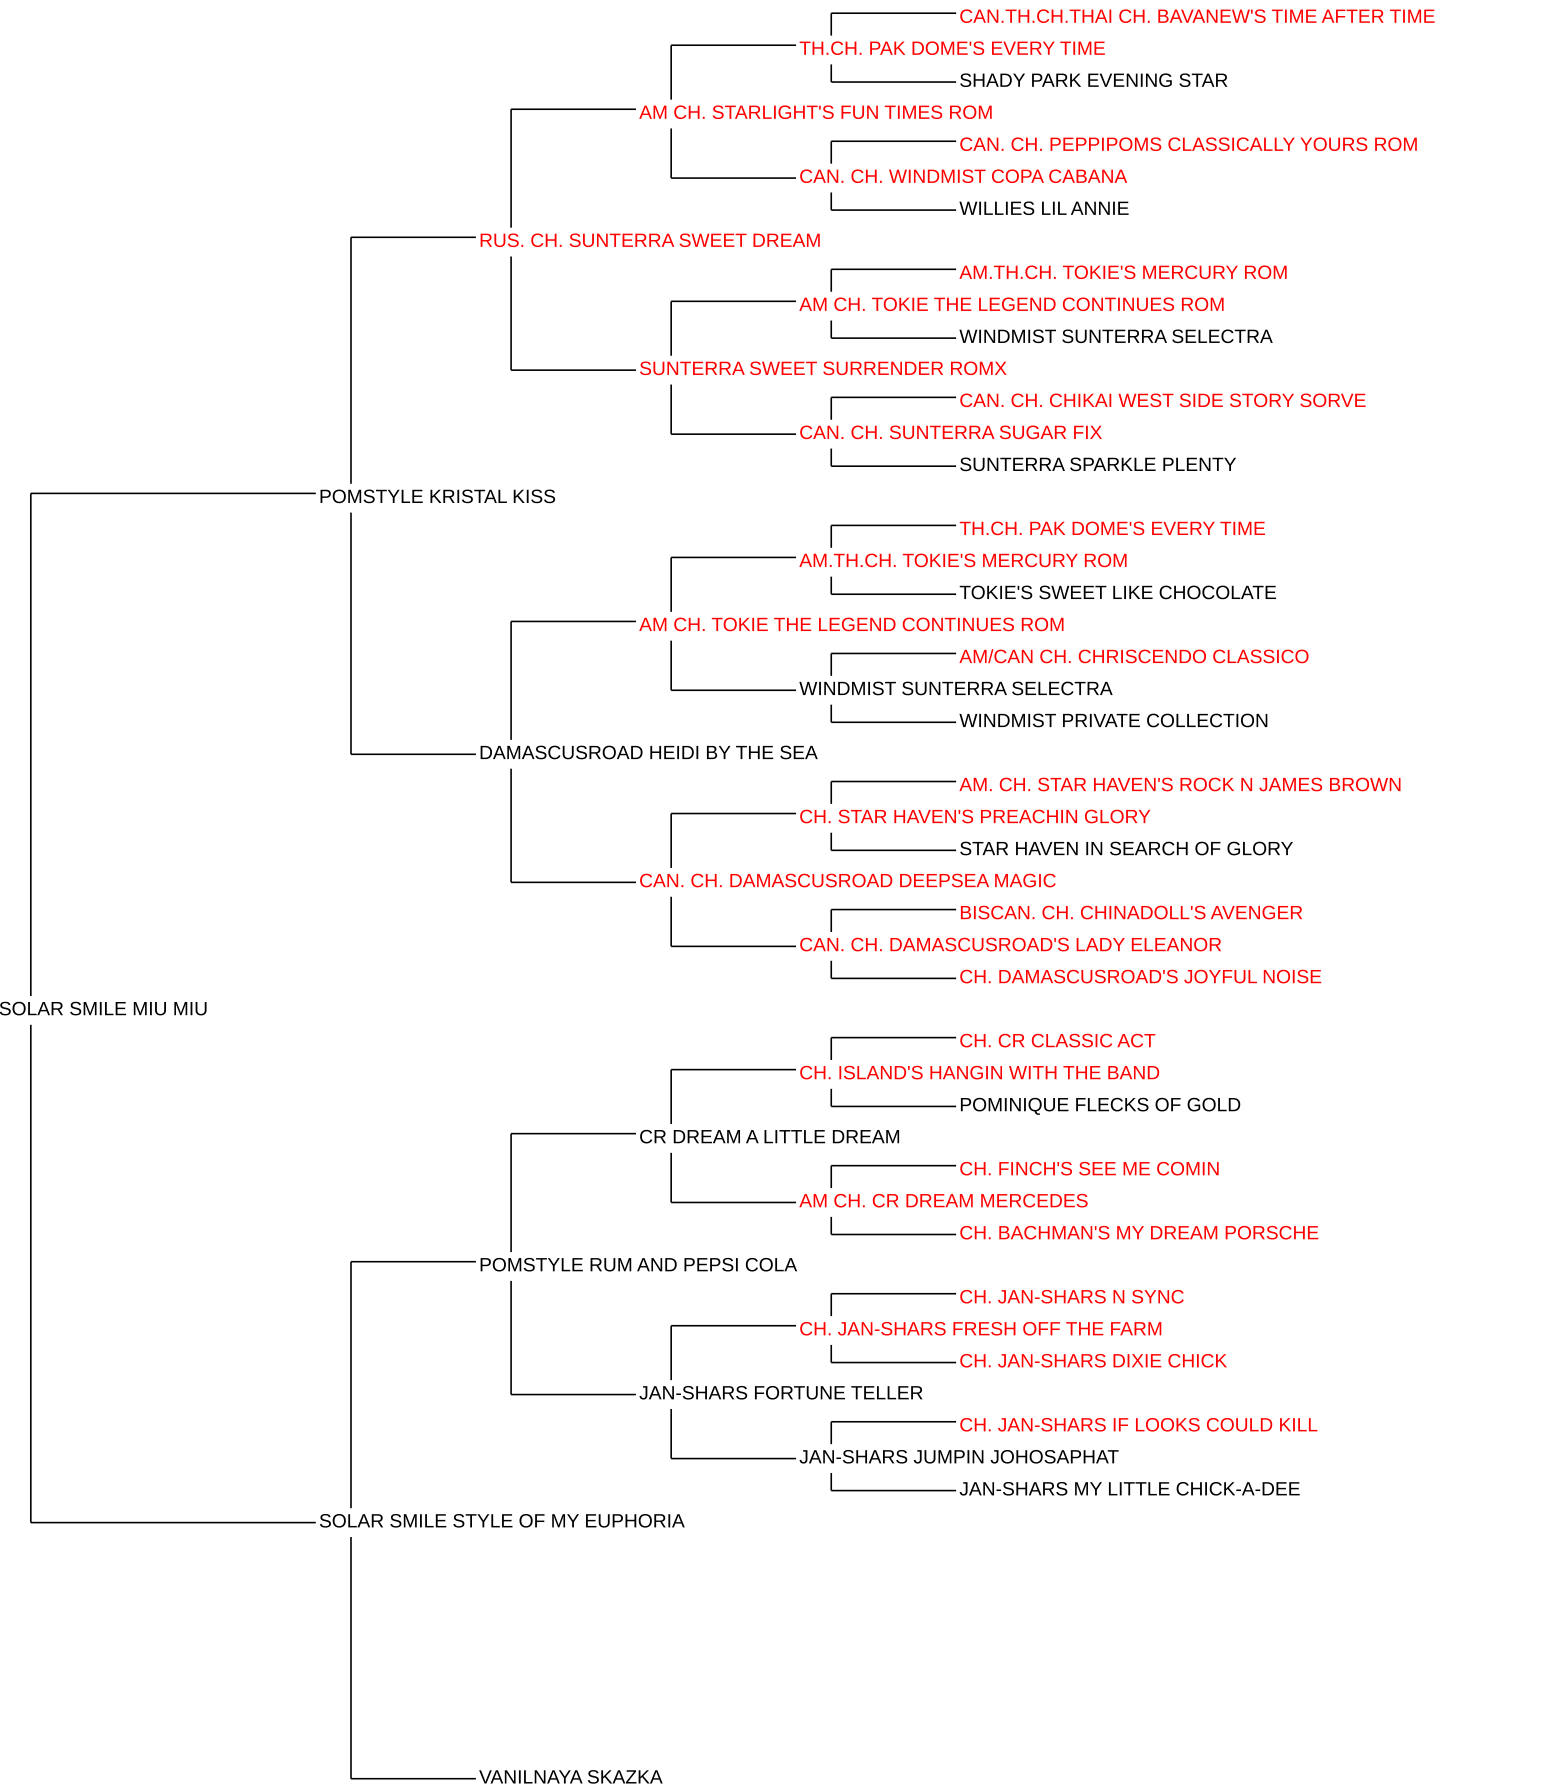 CAN.TH.CH.THAI CH. BAVANEW'S TIME AFTER TIME
TH.CH. PAK DOME'S EVERY TIME
SHADY PARK EVENING STAR
AM CH. STARLIGHT'S FUN TIMES ROM
CAN. CH. PEPPIPOMS CLASSICALLY YOURS ROM
CAN. CH. WINDMIST COPA CABANA
WILLIES LIL ANNIE
RUS. CH. SUNTERRA SWEET DREAM
AM.TH.CH. TOKIE'S MERCURY ROM
AM CH. TOKIE THE LEGEND CONTINUES ROM
WINDMIST SUNTERRA SELECTRA
SUNTERRA SWEET SURRENDER ROMX
CAN. CH. CHIKAI WEST SIDE STORY SORVE
CAN. CH. SUNTERRA SUGAR FIX
SUNTERRA SPARKLE PLENTY
POMSTYLE KRISTAL KISS
TH.CH. PAK DOME'S EVERY TIME
AM.TH.CH. TOKIE'S MERCURY ROM
TOKIE'S SWEET LIKE CHOCOLATE
AM CH. TOKIE THE LEGEND CONTINUES ROM
AM/CAN CH. CHRISCENDO CLASSICO
WINDMIST SUNTERRA SELECTRA
WINDMIST PRIVATE COLLECTION
DAMASCUSROAD HEIDI BY THE SEA
AM. CH. STAR HAVEN'S ROCK N JAMES BROWN
CH. STAR HAVEN'S PREACHIN GLORY
STAR HAVEN IN SEARCH OF GLORY
CAN. CH. DAMASCUSROAD DEEPSEA MAGIC
BISCAN. CH. CHINADOLL'S AVENGER
CAN. CH. DAMASCUSROAD'S LADY ELEANOR
CH. DAMASCUSROAD'S JOYFUL NOISE
SOLAR SMILE MIU MIU
CH. CR CLASSIC ACT
CH. ISLAND'S HANGIN WITH THE BAND
POMINIQUE FLECKS OF GOLD
CR DREAM A LITTLE DREAM
CH. FINCH'S SEE ME COMIN
AM CH. CR DREAM MERCEDES
CH. BACHMAN'S MY DREAM PORSCHE
POMSTYLE RUM AND PEPSI COLA
CH. JAN-SHARS N SYNC
CH. JAN-SHARS FRESH OFF THE FARM
CH. JAN-SHARS DIXIE CHICK
JAN-SHARS FORTUNE TELLER
CH. JAN-SHARS IF LOOKS COULD KILL
JAN-SHARS JUMPIN JOHOSAPHAT
JAN-SHARS MY LITTLE CHICK-A-DEE
SOLAR SMILE STYLE OF MY EUPHORIA
VANILNAYA SKAZKA